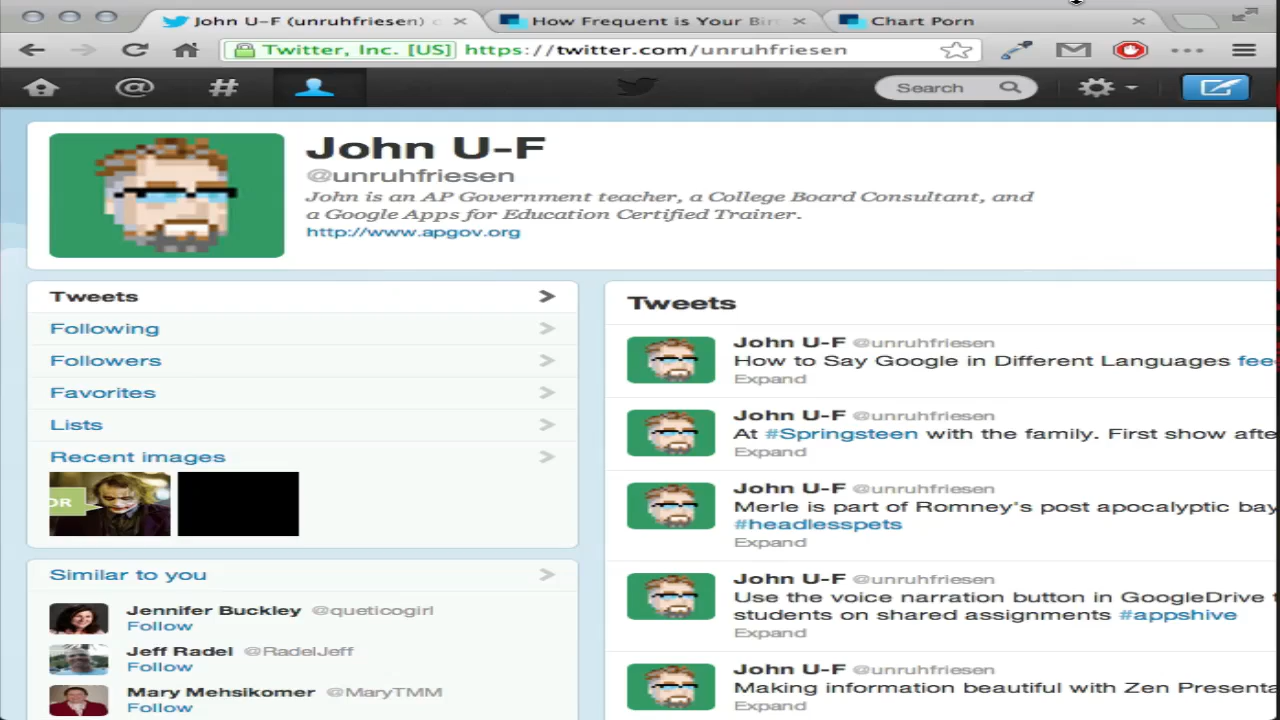 John U-F (unruhfriesen)
How Frequent is Your Bir
Chart Porn
Twitter, Inc. [US] https://twitter.com/unruhfriesen
Search
John U-F
@unruhfriesen
John is an AP Government teacher, a College Board Consultant, and
a Google Apps for Education Certified Trainer.
http://www.apgov.org
Tweets
Following
Followers
Favorites
Lists
Recent images
OR
Similar to you
Jennifer Buckley @queticogirl
Follow
Jeff Radel @RadelJeff
Follow
Mary Mehsikomer @MaryTMM
Follow
Tweets
John U-F @unruhfriesen
How to Say Google in Different Languages fee
Expand
John U-F @unruhfriesen
At #Springsteen with the family. First show afte
Expand
John U-F @unruhfriesen
Merle is part of Romney's post apocalyptic bay
#headlesspets
Expand
John U-F @unruhfriesen
Use the voice narration button in GoogleDrive
students on shared assignments #appshive
Expand
John U-F @unruhfriesen
Making information beautiful with Zen Presenta
Expand